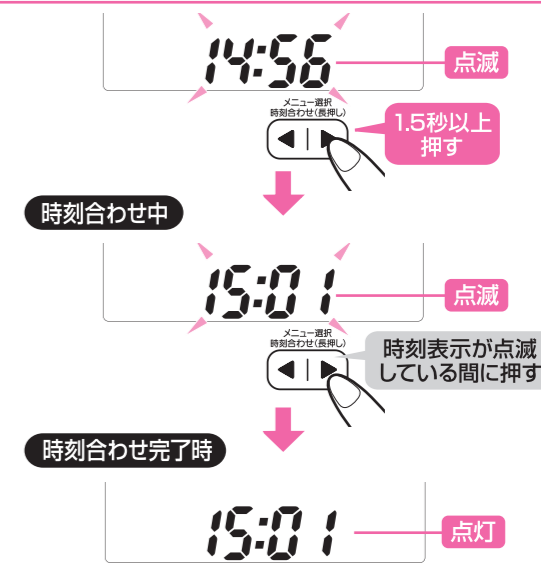 14:56
点滅
メニュー選択
時刻合わせ(長押し)
◀ | ▶
1.5秒以上
押す
時刻合わせ中
15:01
点滅
メニュー選択
時刻合わせ(長押し)
◀ | ▶
時刻表示が点滅
している間に押す
時刻合わせ完了時
15:01
点灯